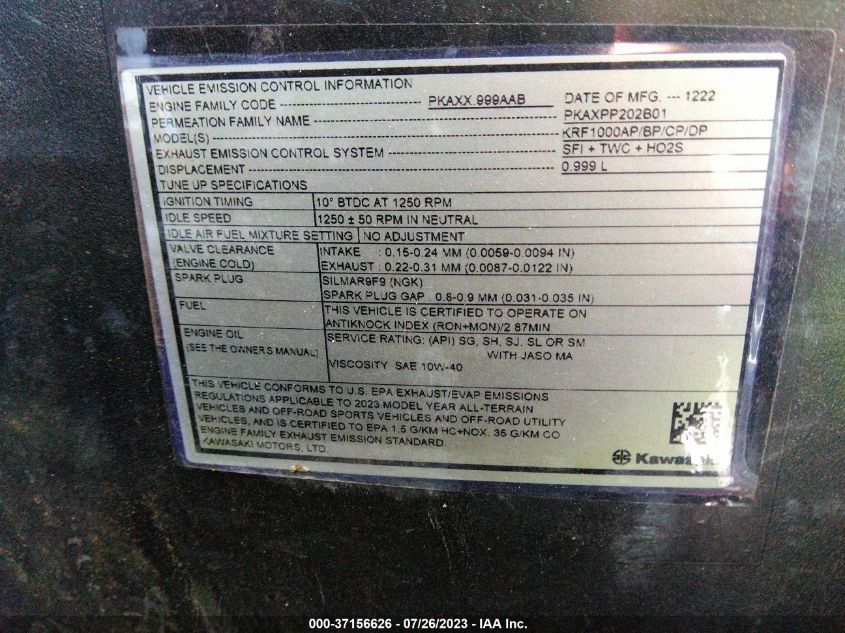 VEHICLE EMISSION CONTROL INFORMATION
ENGINE FAMILY CODE ---------------- PKAXX.999AAB DATE OF MFG. --- 1222
PERMEATION FAMILY NAME ---------------- PKAXPP202B01
MODEL(S) ---------------- KRF1000AP/BP/CP/DP
EXHAUST EMISSION CONTROL SYSTEM ---------------- SFI + TWC + HO2S
DISPLACEMENT ---------------- 0.999 L
TUNE UP SPECIFICATIONS
IGNITION TIMING 10° BTDC AT 1250 RPM
IDLE SPEED 1250 ± 50 RPM IN NEUTRAL
IDLE AIR FUEL MIXTURE SETTING NO ADJUSTMENT
VALVE CLEARANCE INTAKE : 0.15-0.24 MM (0.0059-0.0094 IN)
(ENGINE COLD) EXHAUST : 0.22-0.31 MM (0.0087-0.0122 IN)
SPARK PLUG SILMAR9F9 (NGK)
SPARK PLUG GAP : 0.8-0.9 MM (0.031-0.035 IN)
FUEL THIS VEHICLE IS CERTIFIED TO OPERATE ON
ANTIKNOCK INDEX (RON+MON)/2 87MIN
ENGINE OIL SERVICE RATING: (API) SG, SH, SJ, SL OR SM
(SEE THE OWNER'S MANUAL) WITH JASO MA
VISCOSITY SAE 10W-40
THIS VEHICLE CONFORMS TO U.S. EPA EXHAUST/EVAP EMISSIONS
REGULATIONS APPLICABLE TO 2023 MODEL YEAR ALL-TERRAIN
VEHICLES AND OFF-ROAD SPORTS VEHICLES AND OFF-ROAD UTILITY
VEHICLES, AND IS CERTIFIED TO EPA 1.5 G/KM HC+NOX. 35 G/KM CO
ENGINE FAMILY EXHAUST EMISSION STANDARD.
KAWASAKI MOTORS, LTD.
Kawasaki
000-37156626 - 07/26/2023 - IAA Inc.